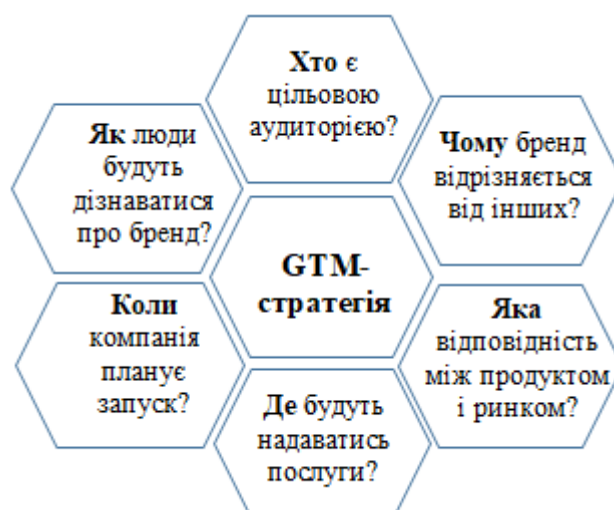 Хто є
цільовою
аудиторією?
Чому бренд
відрізняється
від інших?
Яка
відповідність
між продуктом
і ринком?
Де будуть
надаватись
послуги?
Коли
компанія
планує
запуск?
Як люди
будуть
дізнаватися
про бренд?
GTM-
стратегія